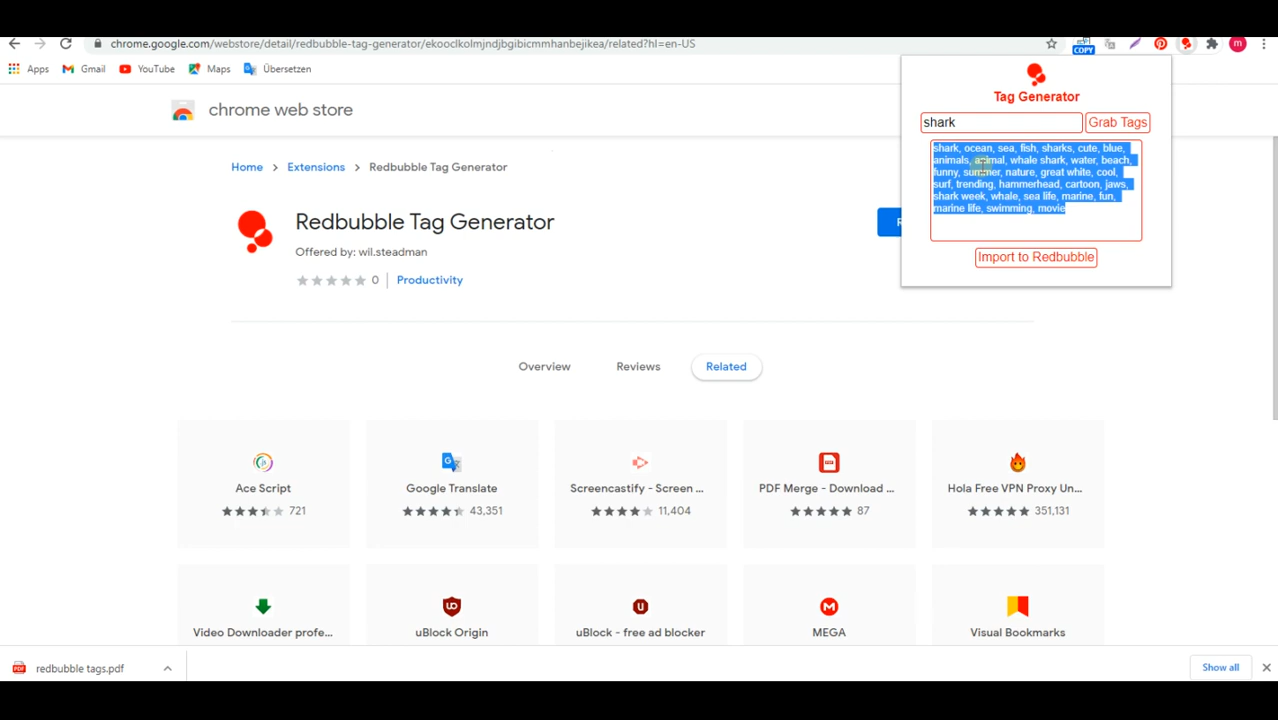 chrome.google.com/webstore/detail/redbubble-tag-generator/ekooclkolmjndjbgibicmmhanbejikea/related?hl=en-US
COPY
m
Apps
Gmail
YouTube
Maps
Übersetzen
Tag Generator
shark
Grab Tags
shark, ocean, sea, fish, sharks, cute, blue,
animals, animal, whale shark, water, beach,
funny, summer, nature, great white, cool,
surf, trending, hammerhead, cartoon, jaws,
shark week, whale, sea life, marine, fun,
marine life, swimming, movie
Import to Redbubble
chrome web store
Home
Extensions
Redbubble Tag Generator
Redbubble Tag Generator
Offered by: wil.steadman
0
Productivity
Overview
Reviews
Related
Ace Script
721
Google Translate
43,351
Screencastify - Screen ...
11,404
PDF Merge - Download ...
87
Hola Free VPN Proxy Un...
351,131
Video Downloader profe...
uBlock Origin
uBlock - free ad blocker
MEGA
Visual Bookmarks
redbubble tags.pdf
Show all